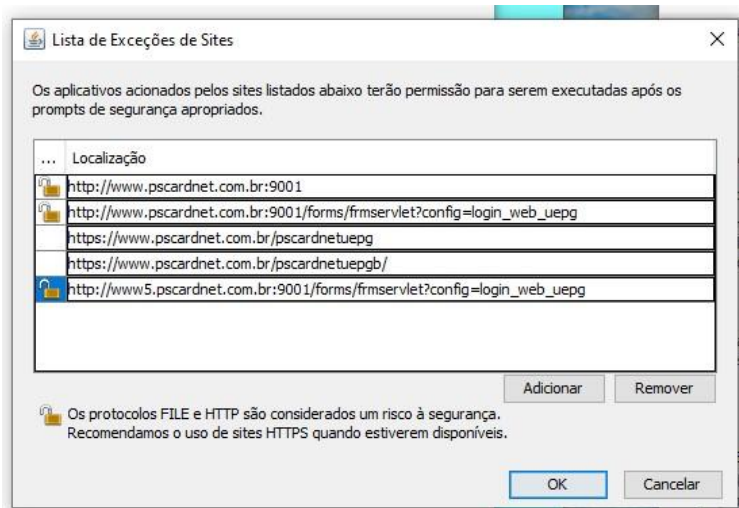 Lista de Exceções de Sites
Os aplicativos acionados pelos sites listados abaixo terão permissão para serem executadas após os
prompts de segurança apropriados.
... Localização
http://www.pscardnet.com.br:9001
http://www.pscardnet.com.br:9001/forms/frmservlet?config=login_web_uepg
https://www.pscardnet.com.br/pscardnetuepg
https://www.pscardnet.com.br/pscardnetuepgb/
http://www5.pscardnet.com.br:9001/forms/frmservlet?config=login_web_uepg
Adicionar Remover
Os protocolos FILE e HTTP são considerados um risco à segurança.
Recomendamos o uso de sites HTTPS quando estiverem disponíveis.
OK Cancelar